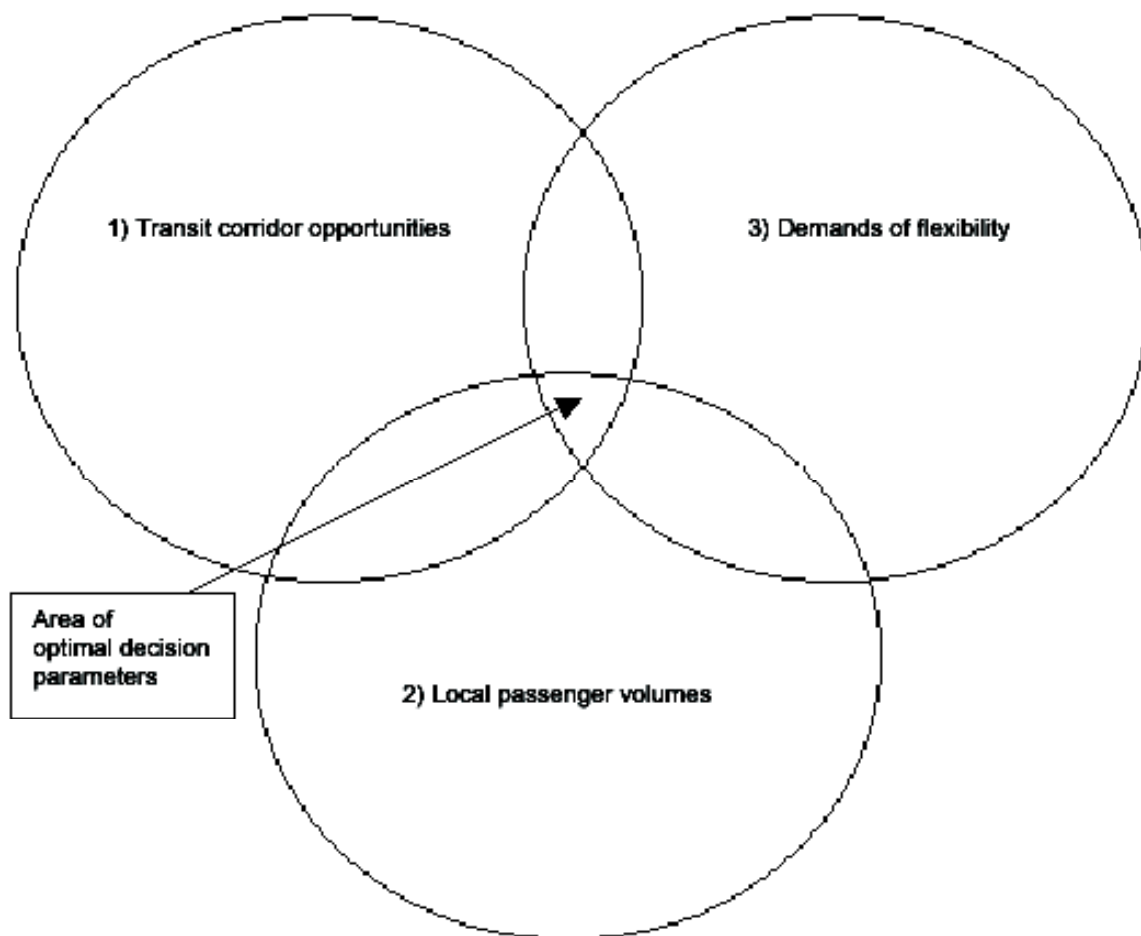 1) Transit corridor opportunities
3) Demands of flexibility
Area of
optimal decision
parameters
2) Local passenger volumes